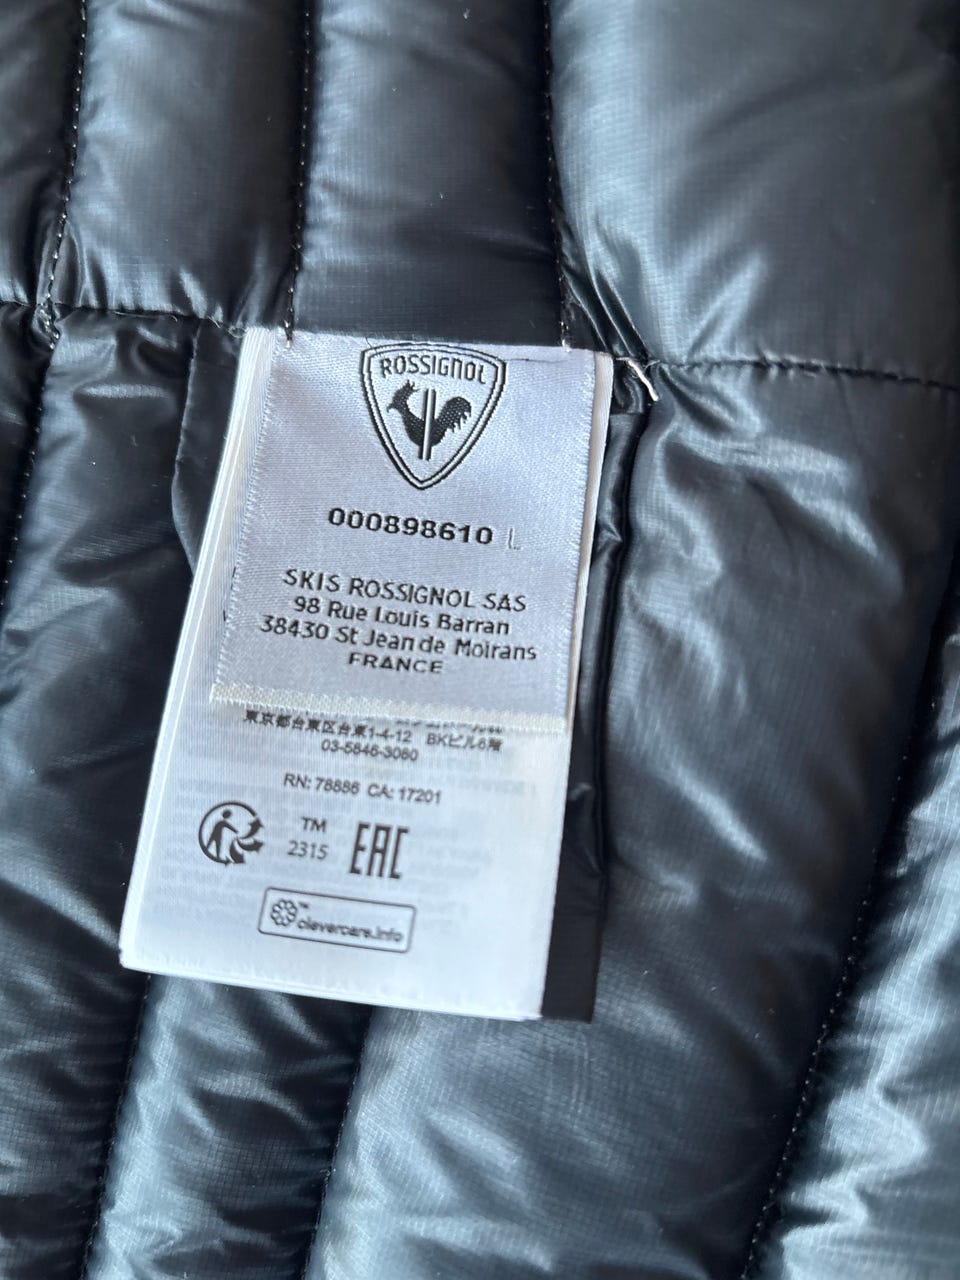 ROSSIGNOL
000898610 L
SKIS ROSSIGNOL SAS
98 Rue Louis Barran
38430 St Jean de Moirans
FRANCE
東京都台東区台東1-4-12 BKビル6階
03-5846-3060
RN: 78886 CA: 17201
TM
2315
EAC
TM
clevercare.info